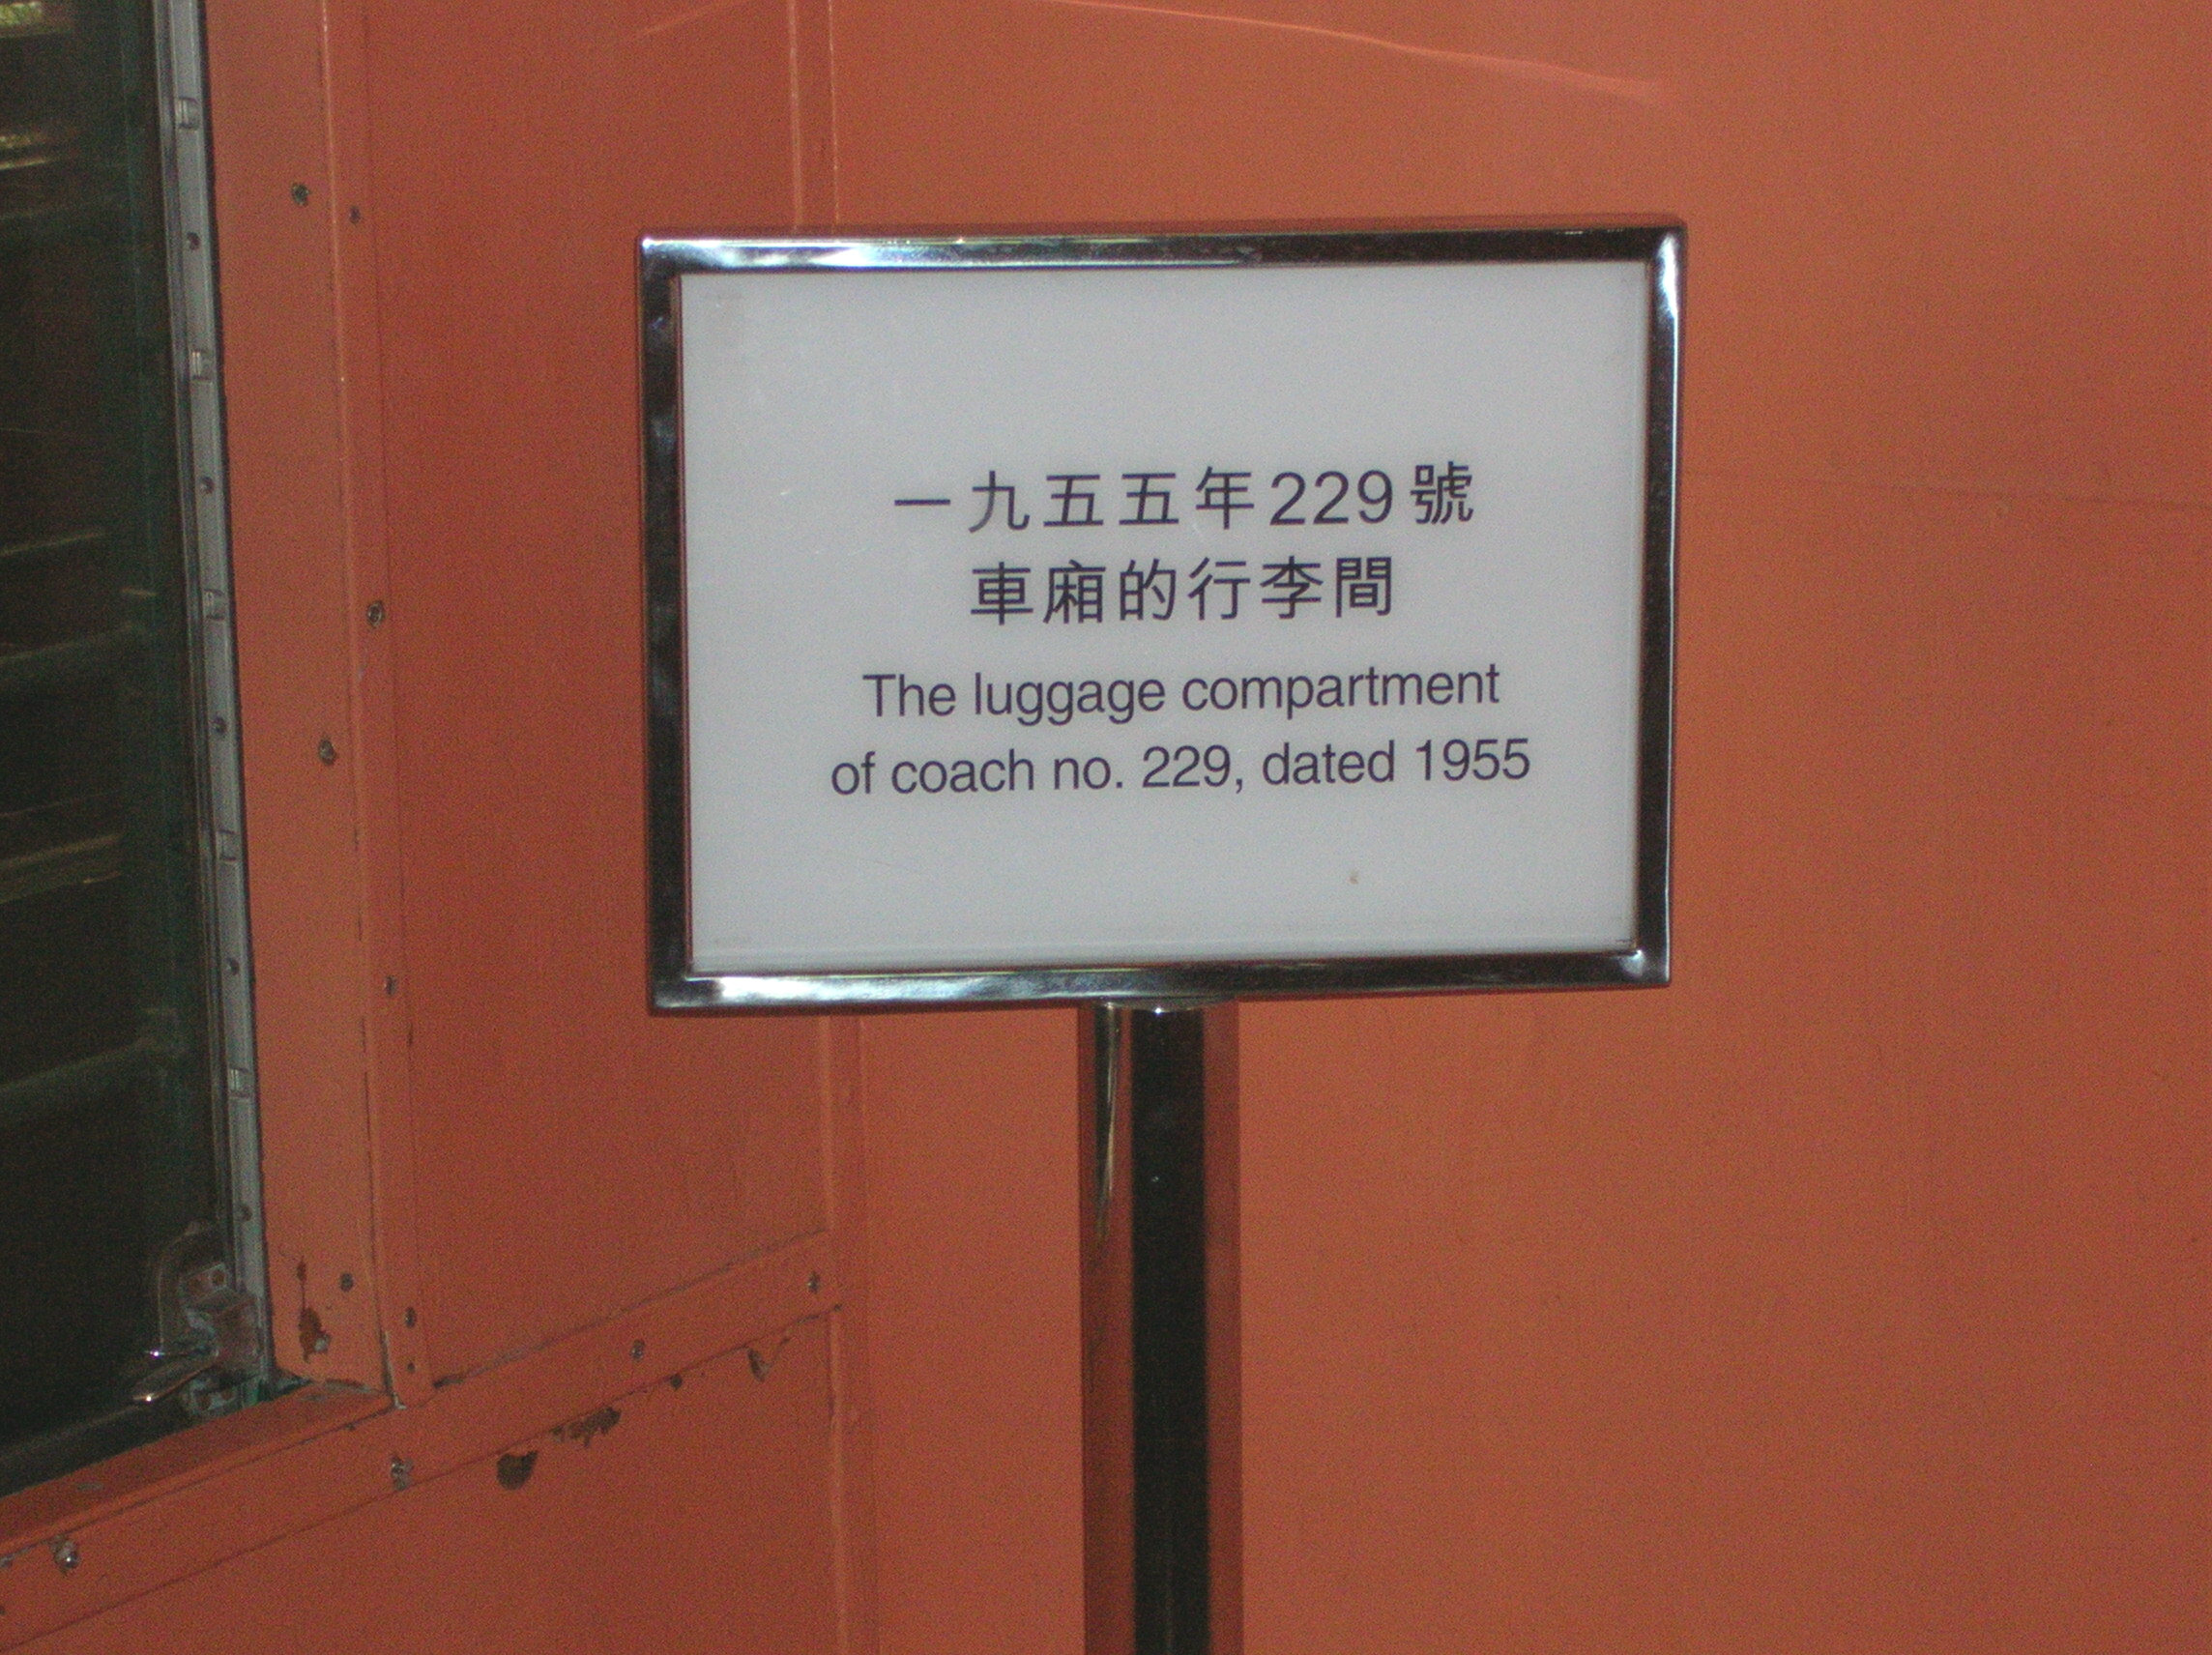 一九五五年229號
車廂的行李間
The luggage compartment
of coach no. 229, dated 1955